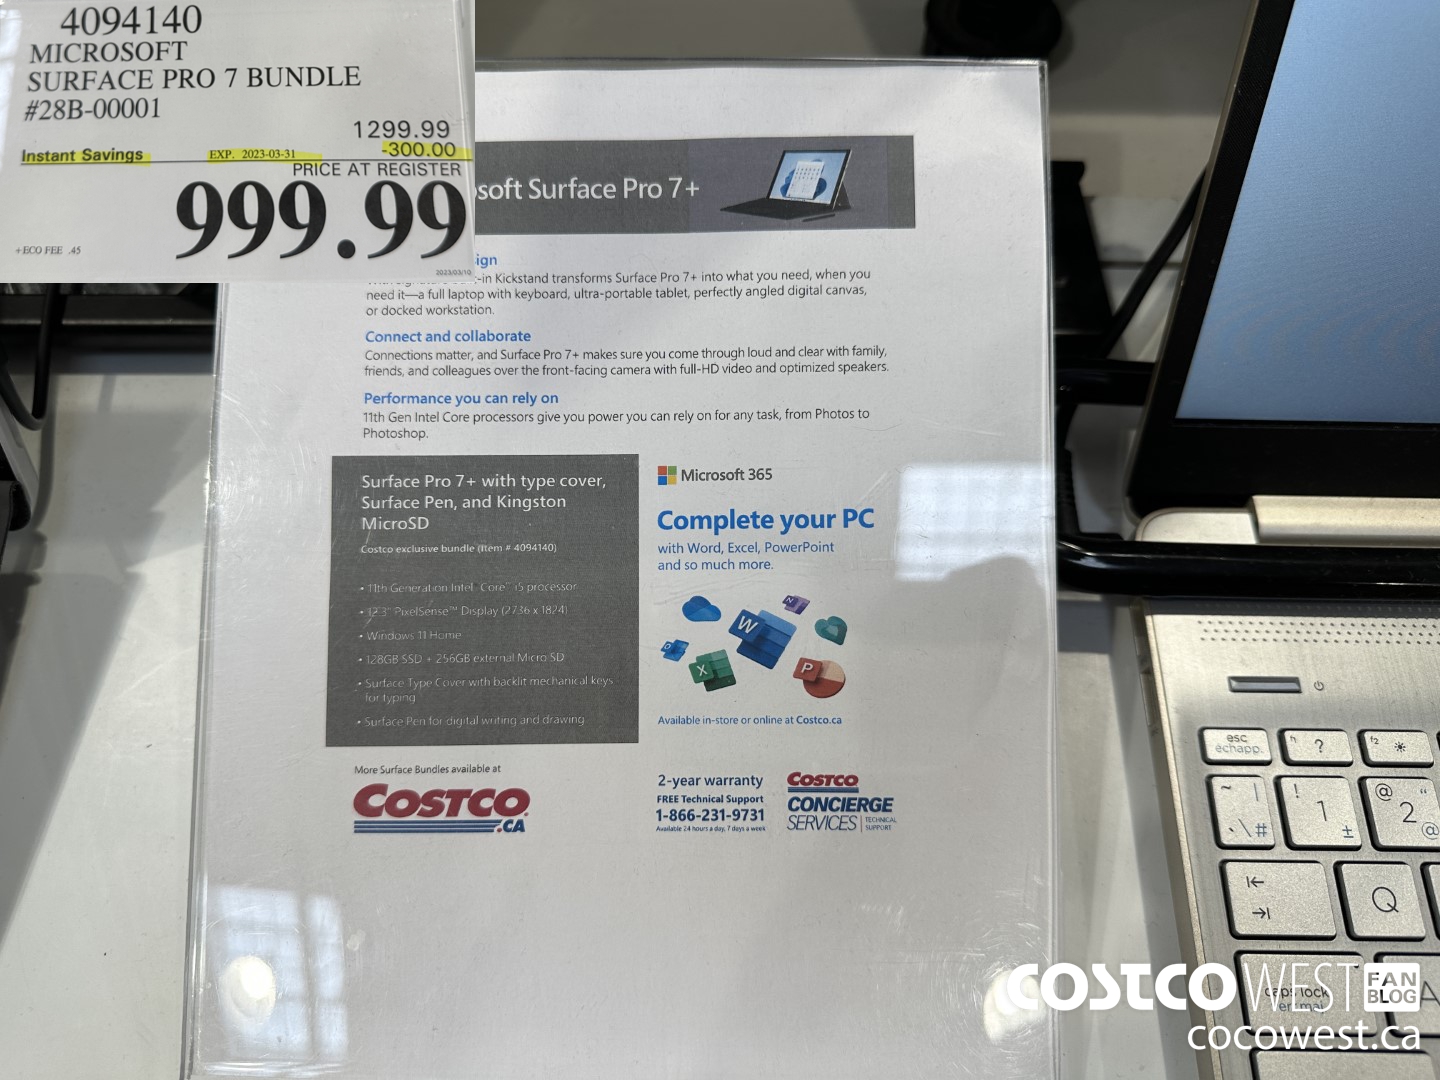 4094140
MICROSOFT
SURFACE PRO 7 BUNDLE
#28B-00001
1299.99
Instant Savings EXP. 2023-03-31 -300.00
PRICE AT REGISTER
999.99
+ECO FEE .45
2023/03/10
soft Surface Pro 7+
ign
-in Kickstand transforms Surface Pro 7+ into what you need, when you
need it—a full laptop with keyboard, ultra-portable tablet, perfectly angled digital canvas,
or docked workstation.
Connect and collaborate
Connections matter, and Surface Pro 7+ makes sure you come through loud and clear with family,
friends, and colleagues over the front-facing camera with full-HD video and optimized speakers.
Performance you can rely on
11th Gen Intel Core processors give you power you can rely on for any task, from Photos to
Photoshop.
Surface Pro 7+ with type cover,
Surface Pen, and Kingston
MicroSD
Costco exclusive bundle (Item # 4094140)
• 11th Generation Intel® Core™ i5 processor
• 12.3" PixelSense™ Display (2736 x 1824)
• Windows 11 Home
• 128GB SSD + 256GB external Micro SD
• Surface Type Cover with backlit mechanical keys
for typing
• Surface Pen for digital writing and drawing
Microsoft 365
Complete your PC
with Word, Excel, PowerPoint
and so much more.
N
W
O
X
P
Available in-store or online at Costco.ca
More Surface Bundles available at
COSTCO
.CA
2-year warranty
FREE Technical Support
1-866-231-9731
Available 24 hours a day, 7 days a week
COSTCO
CONCIERGE
SERVICES TECHNICAL
SUPPORT
esc
échapp.
?
f2
~ |
\ #
! 1 ±
@ 2 " @
Q
caps lock
A
COSTCO WEST FAN
BLOG
cocowest.ca